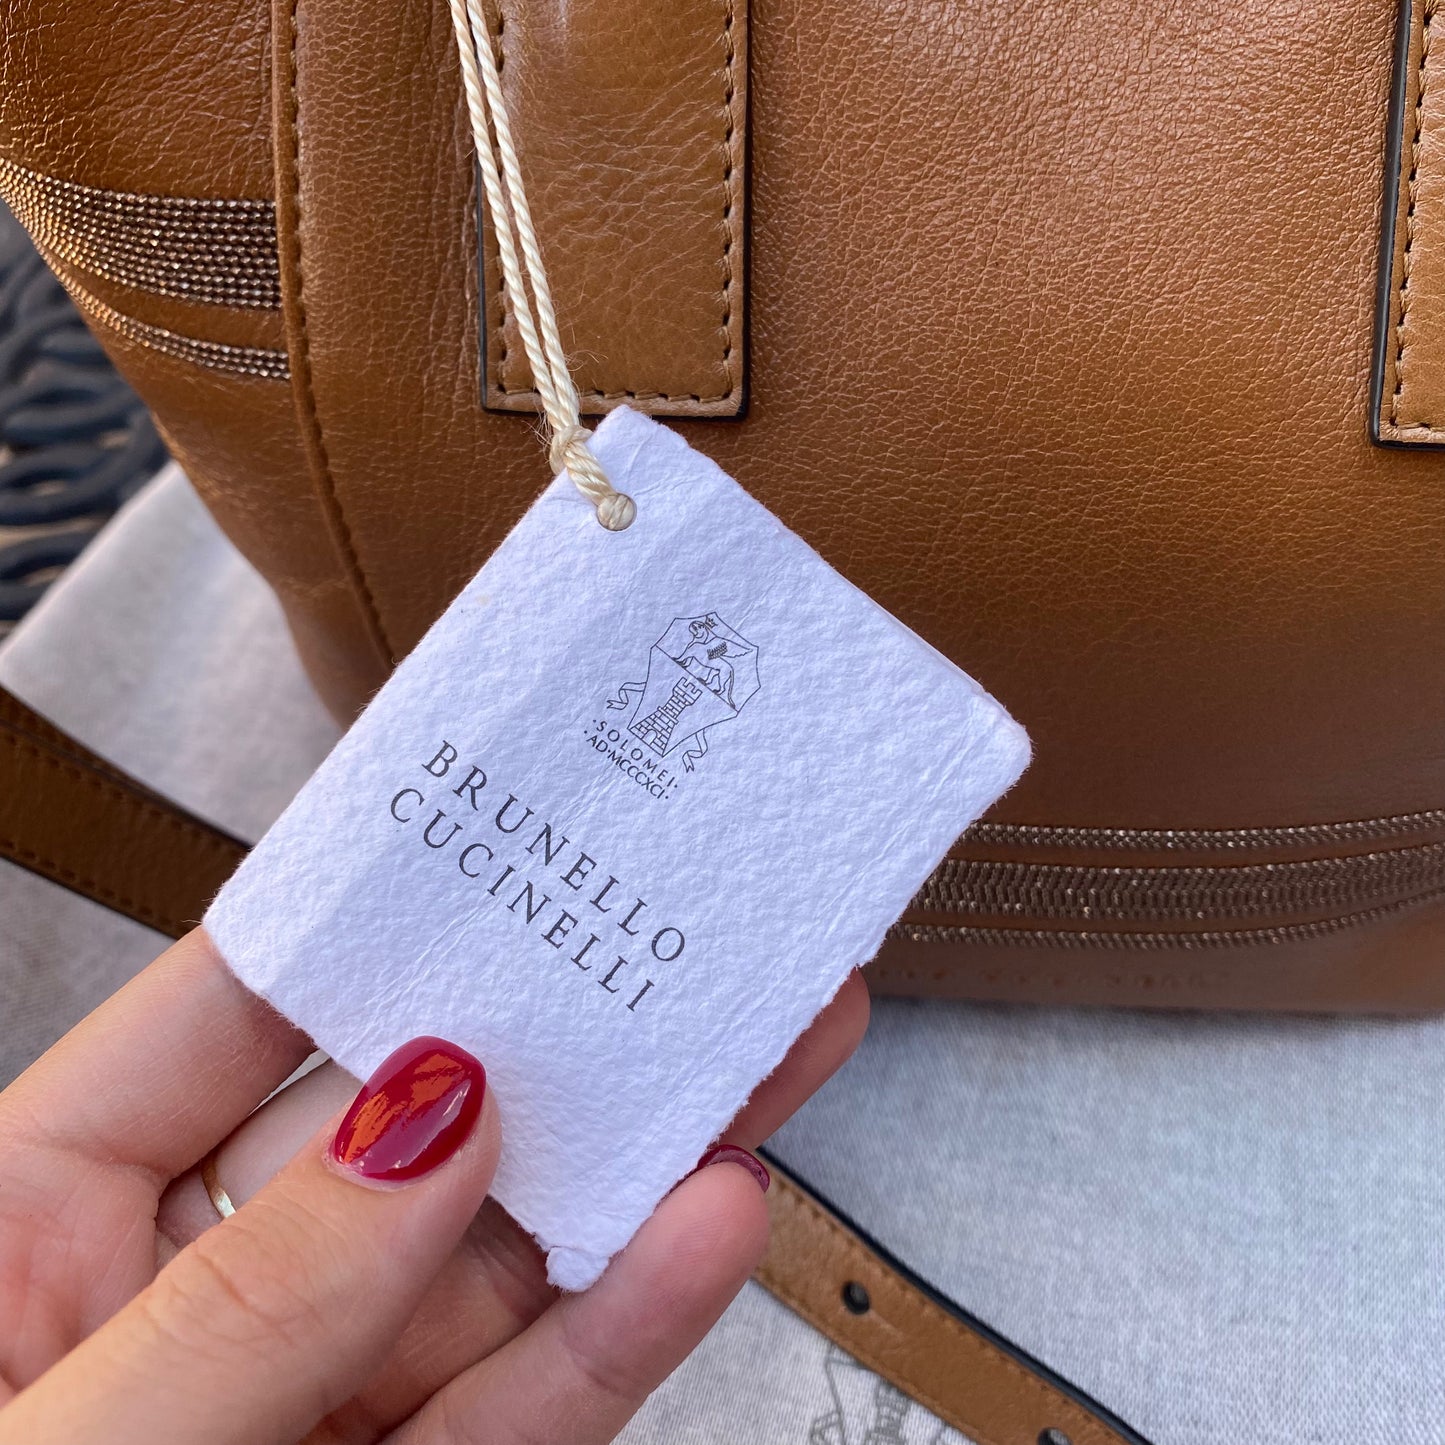 ·SOLOMEI·
·AD·MCCCXCI·
BRUNELLO
CUCINELLI